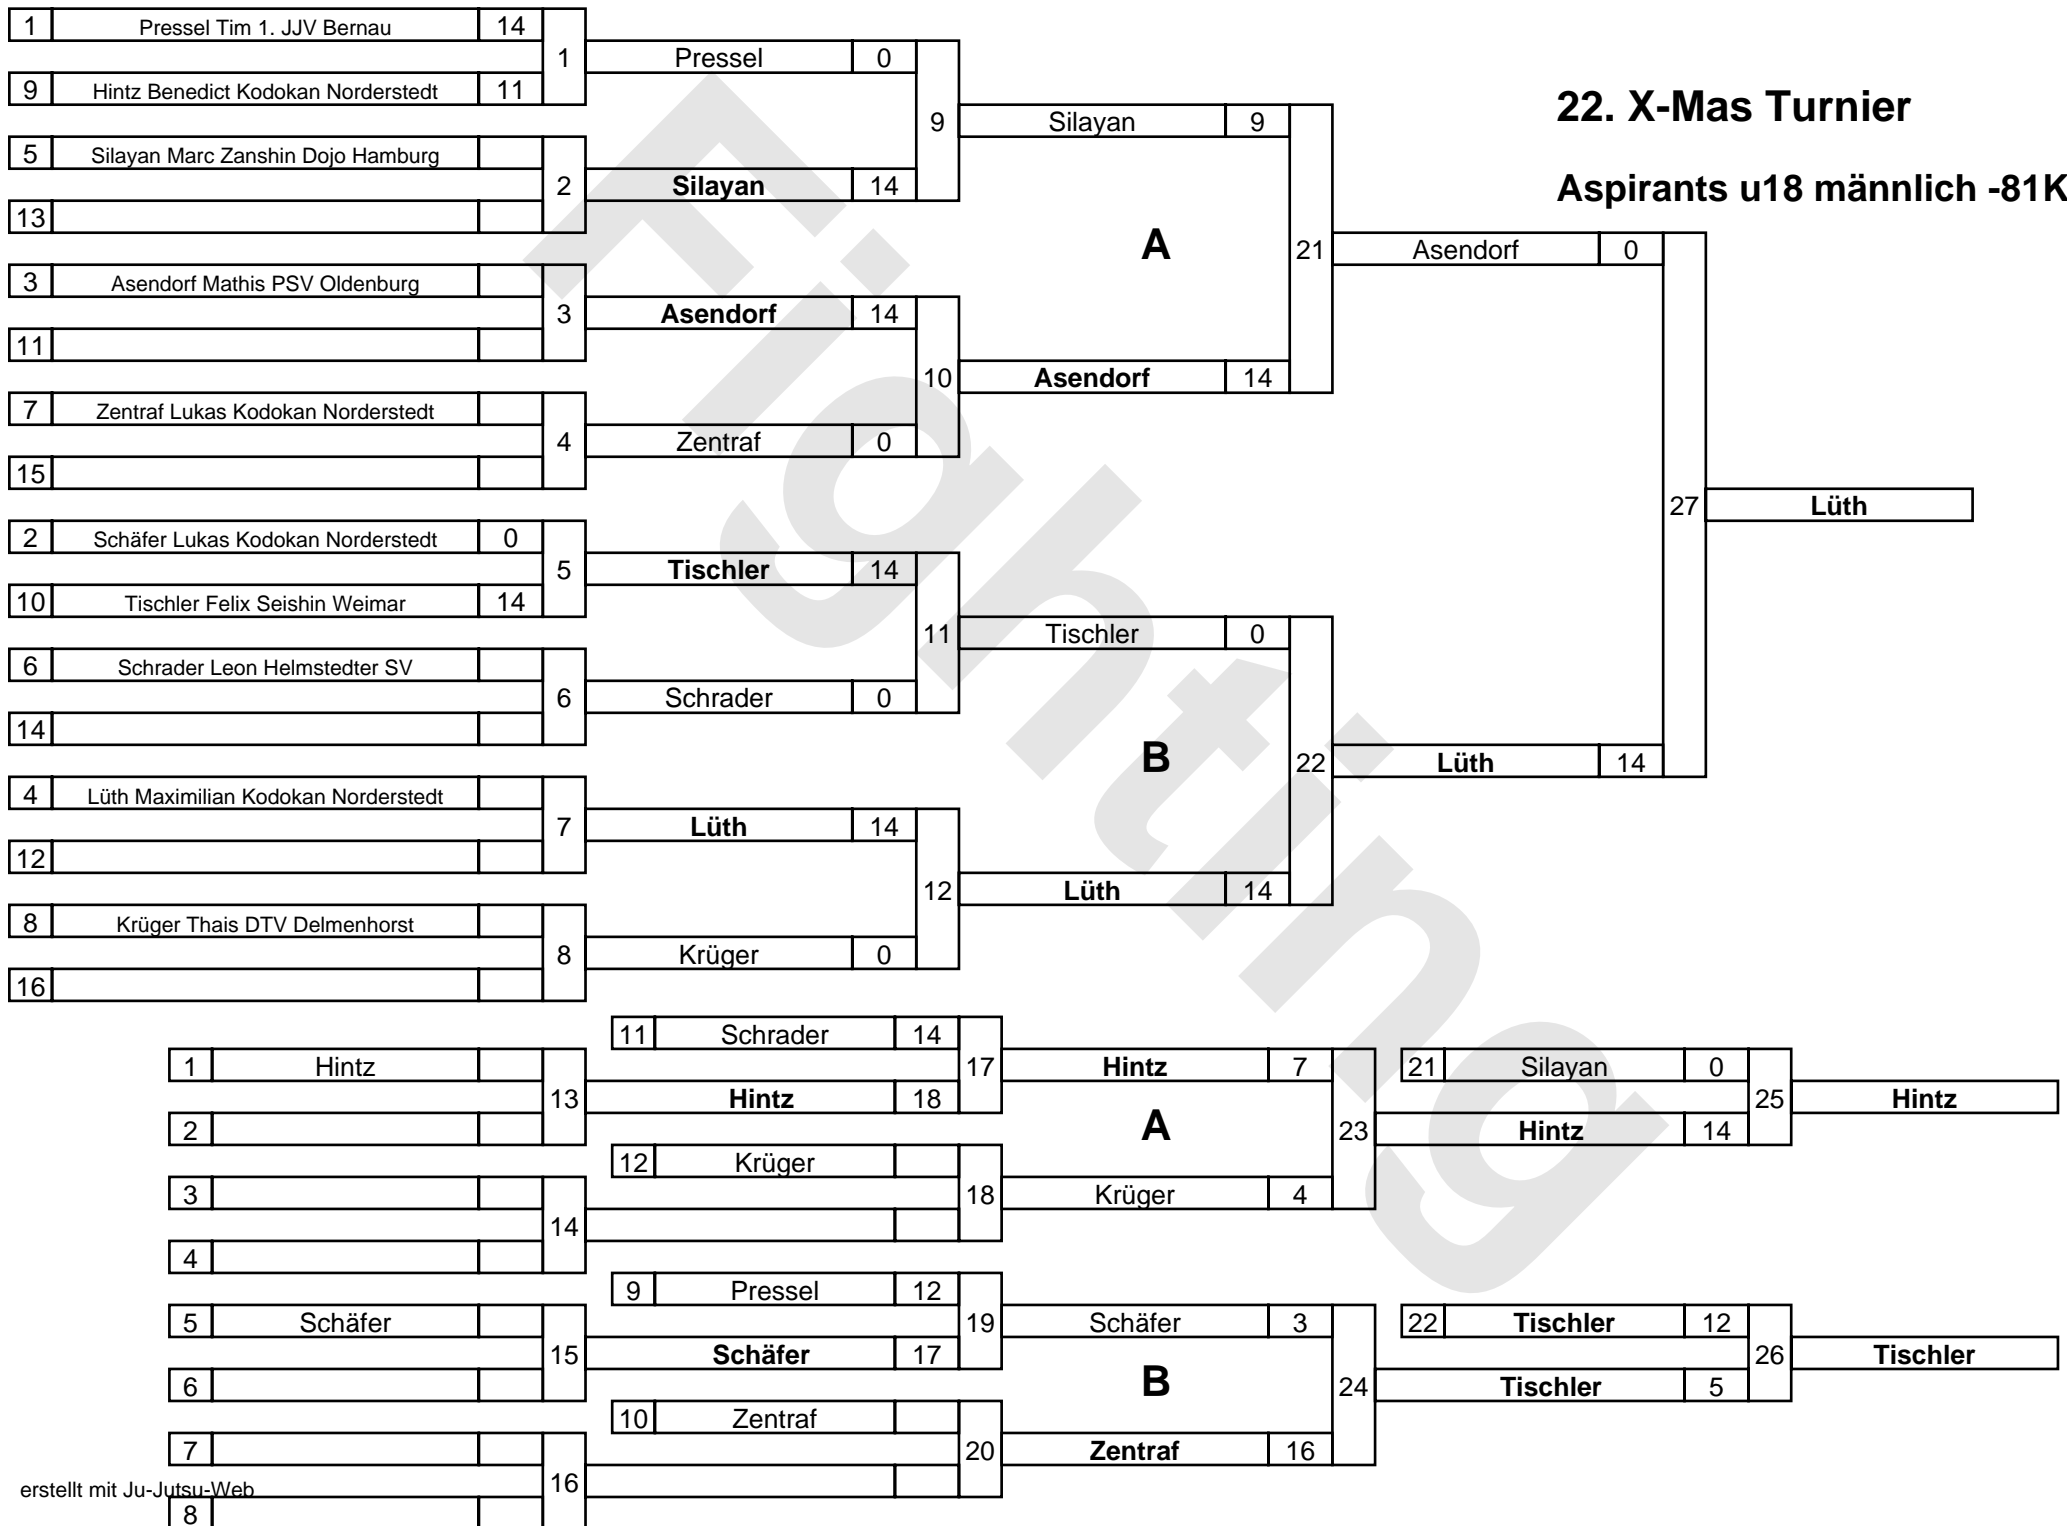 22. X-Mas Turnier
Aspirants u18 männlich -81K
1 Pressel Tim 1. JJV Bernau 14
9 Hintz Benedict Kodokan Norderstedt 11
1
5 Silayan Marc Zanshin Dojo Hamburg
13
2
3 Asendorf Mathis PSV Oldenburg
11
3
7 Zentraf Lukas Kodokan Norderstedt
15
4
2 Schäfer Lukas Kodokan Norderstedt 0
10 Tischler Felix Seishin Weimar 14
5
6 Schrader Leon Helmstedter SV
14
6
4 Lüth Maximilian Kodokan Norderstedt
12
7
8 Krüger Thais DTV Delmenhorst
16
8
Pressel 0
Silayan 14
9
Asendorf 14
Zentraf 0
10
Tischler 14
Schrader 0
11
Lüth 14
Krüger 0
12
Silayan 9
A
Asendorf 14
21
Tischler 0
B
Lüth 14
22
Asendorf 0
Lüth 14
27
Lüth
1 Hintz
2
13
3
4
14
5 Schäfer
6
15
7
8
16
11 Schrader 14
Hintz 18
17
12 Krüger
18
9 Pressel 12
Schäfer 17
19
10 Zentraf
20
Hintz 7
A
Krüger 4
23
Schäfer 3
B
Zentraf 16
24
21 Silayan 0
Hintz 14
25
Hintz
22 Tischler 12
Tischler 5
26
Tischler
erstellt mit Ju-Jutsu-Web
Fighting